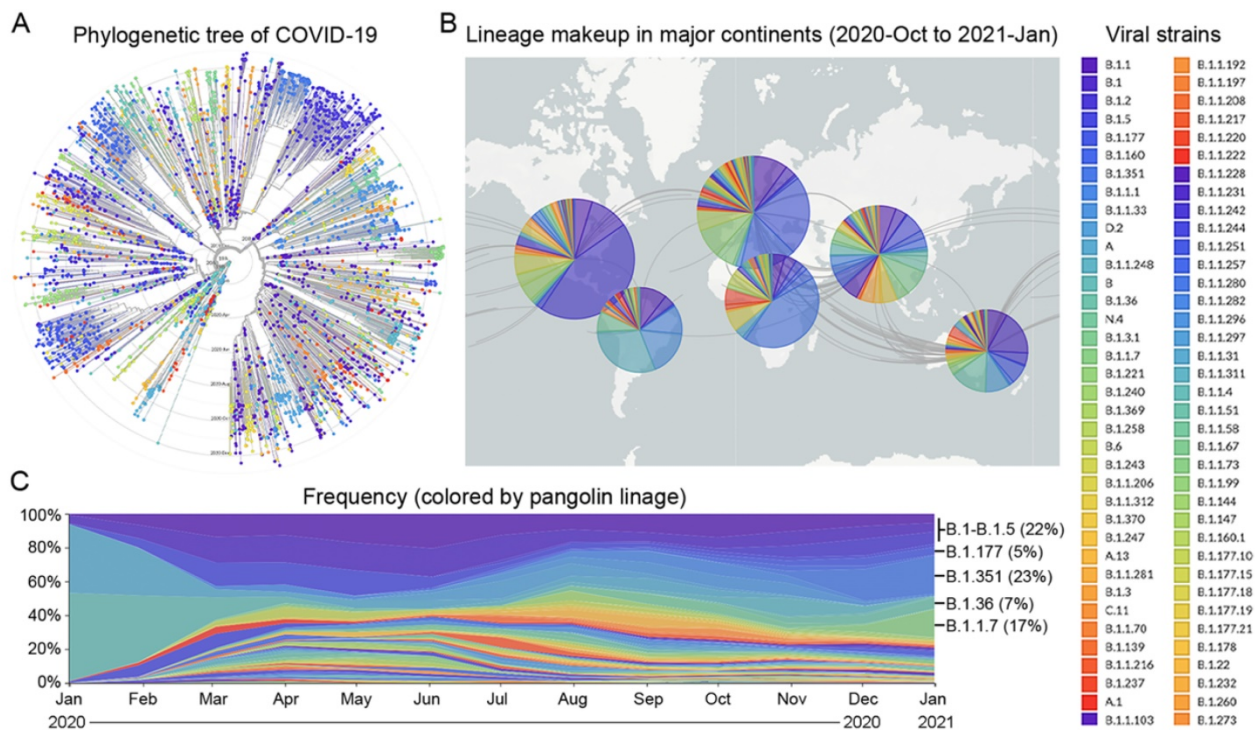 A
Phylogenetic tree of COVID-19
B
Lineage makeup in major continents (2020-Oct to 2021-Jan)
Viral strains
B.1.1
B.1
B.1.2
B.1.5
B.1.177
B.1.160
B.1.351
B.1.1.1
B.1.1.33
D.2
A
B.1.1.248
B
B.1.36
N.4
B.1.3.1
B.1.1.7
B.1.221
B.1.240
B.1.369
B.1.258
B.6
B.1.243
B.1.1.206
B.1.1.312
B.1.370
B.1.247
A.13
B.1.1.281
B.1.3
C.11
B.1.1.70
B.1.139
B.1.1.216
B.1.237
A.1
B.1.1.103
B.1.1.192
B.1.1.197
B.1.1.208
B.1.1.217
B.1.1.220
B.1.1.222
B.1.1.228
B.1.1.231
B.1.1.242
B.1.1.244
B.1.1.251
B.1.1.257
B.1.1.280
B.1.1.282
B.1.1.296
B.1.1.297
B.1.1.31
B.1.1.311
B.1.1.4
B.1.1.51
B.1.1.58
B.1.1.67
B.1.1.73
B.1.1.99
B.1.144
B.1.147
B.1.160.1
B.1.177.10
B.1.177.15
B.1.177.18
B.1.177.19
B.1.177.21
B.1.178
B.1.22
B.1.232
B.1.260
B.1.273
C
Frequency (colored by pangolin linage)
100%
80%
60%
40%
20%
0%
B.1-B.1.5 (22%)
B.1.177 (5%)
B.1.351 (23%)
B.1.36 (7%)
B.1.1.7 (17%)
Jan Feb Mar Apr May Jun Jul Aug Sep Oct Nov Dec Jan
2020 2020 2021